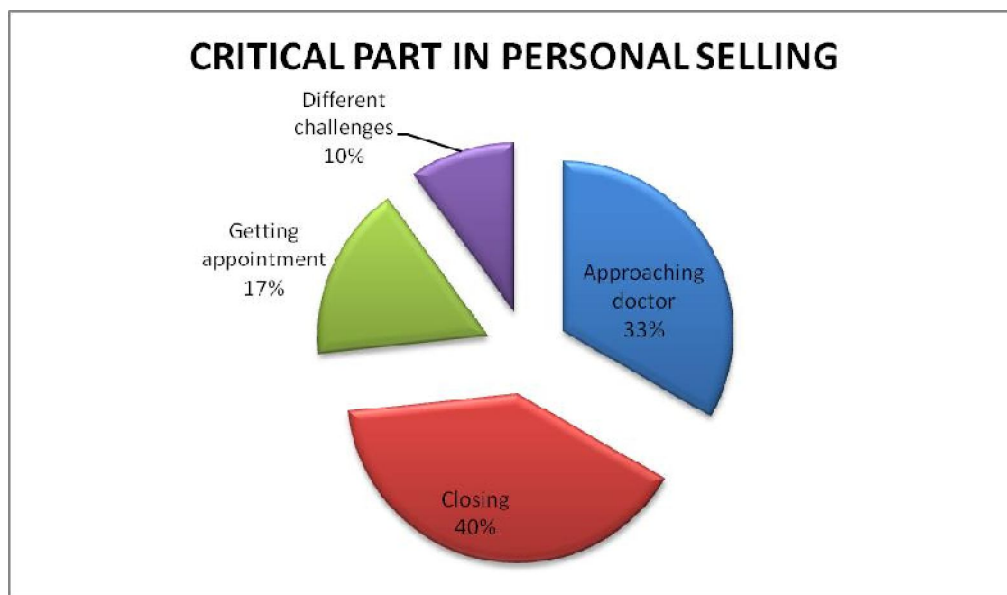 CRITICAL PART IN PERSONAL SELLING
Different
challenges
10%
Getting
appointment
17%
Approaching
doctor
33%
Closing
40%